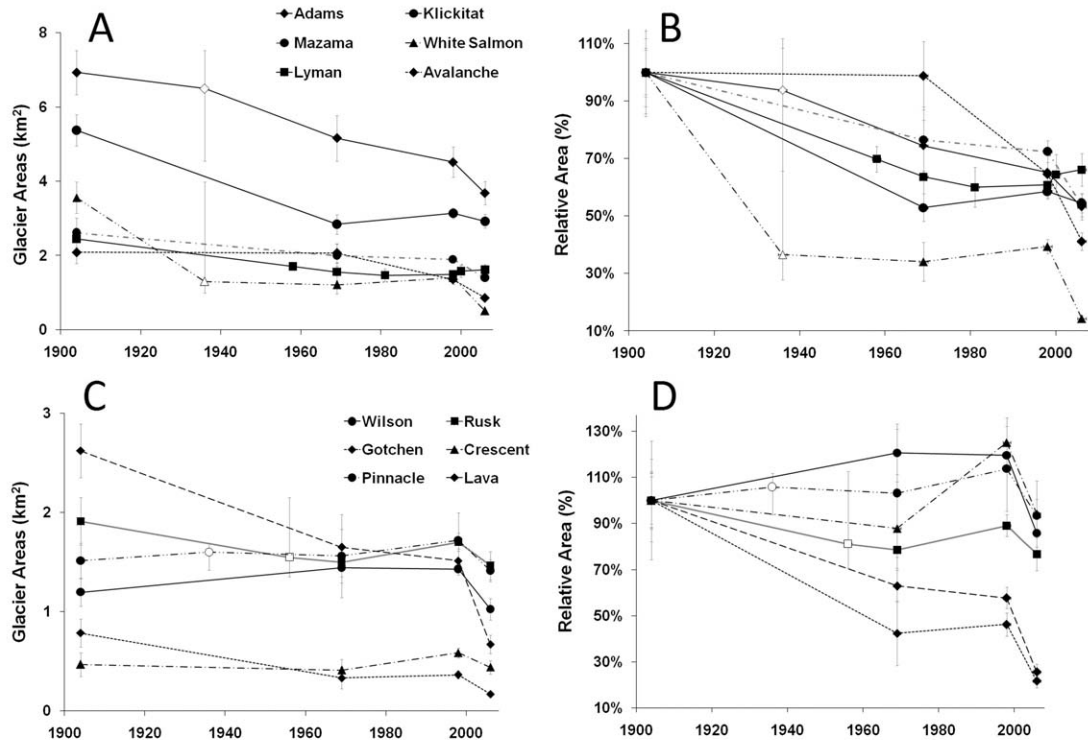 A
Adams
Klickitat
Mazama
White Salmon
Lyman
Avalanche
Glacier Areas (km²)
8
6
4
2
0
1900 1920 1940 1960 1980 2000
B
Relative Area (%)
110%
90%
70%
50%
30%
10%
1900 1920 1940 1960 1980 2000
C
Wilson
Rusk
Gotchen
Crescent
Pinnacle
Lava
Glacier Areas (km²)
3
2
1
0
1900 1920 1940 1960 1980 2000
D
Relative Area (%)
130%
110%
90%
70%
50%
30%
10%
1900 1920 1940 1960 1980 2000